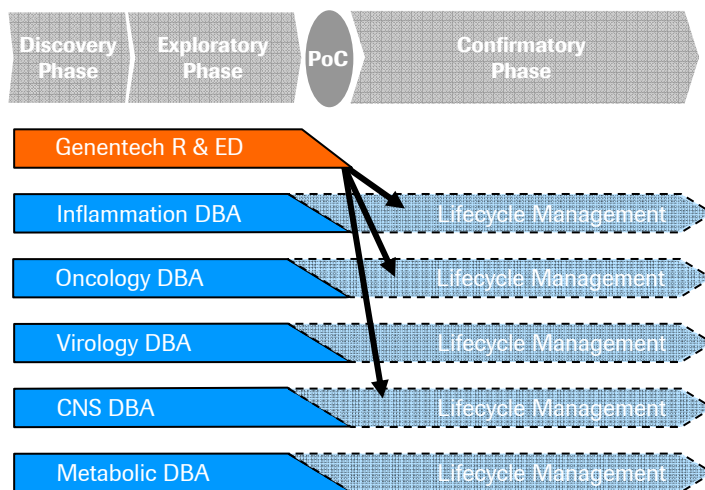 Discovery
Phase
Exploratory
Phase
PoC
Confirmatory
Phase
Genentech R & ED
Inflammation DBA
Lifecycle Management
Oncology DBA
Lifecycle Management
Virology DBA
Lifecycle Management
CNS DBA
Lifecycle Management
Metabolic DBA
Lifecycle Management